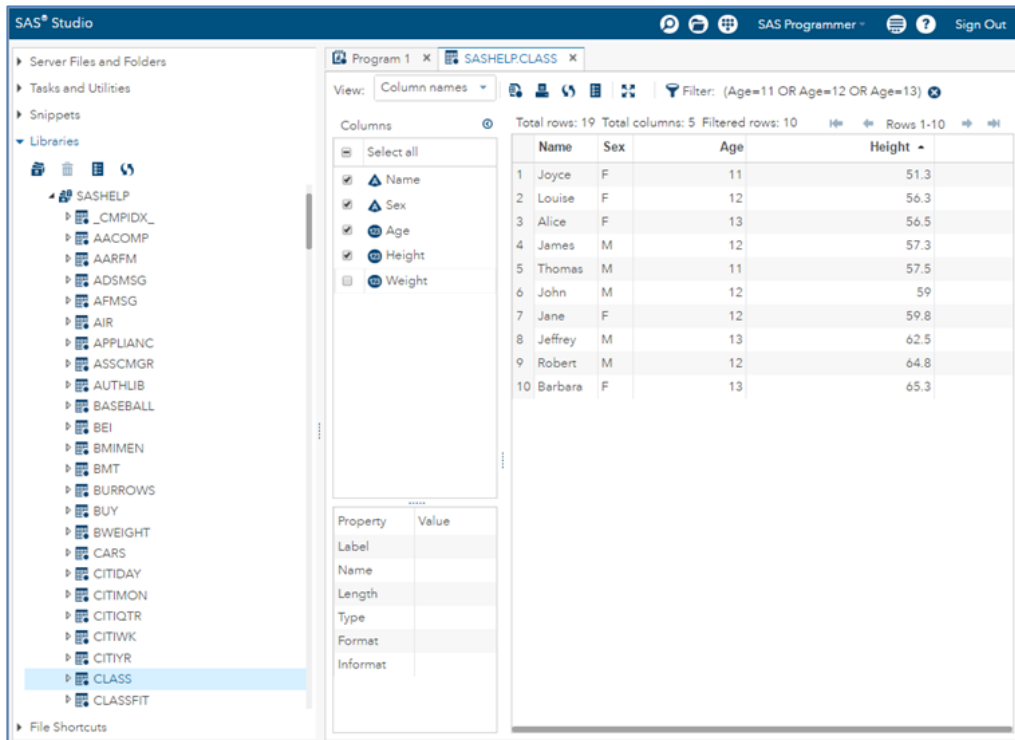 SAS® Studio
SAS Programmer
Sign Out
Server Files and Folders
Tasks and Utilities
Snippets
Libraries
SASHELP
_CMPIDX_
AACOMP
AARFM
ADSMSG
AFMSG
AIR
APPLIANC
ASSCMGR
AUTHLIB
BASEBALL
BEI
BMIMEN
BMT
BURROWS
BUY
BWEIGHT
CARS
CITIDAY
CITIMON
CITIQTR
CITIWK
CITIYR
CLASS
CLASSFIT
File Shortcuts
Program 1
SASHELP.CLASS
View: Column names
Filter: (Age=11 OR Age=12 OR Age=13)
Columns
Select all
Name
Sex
Age
Height
Weight
Property Value
Label
Name
Length
Type
Format
Informat
Total rows: 19 Total columns: 5 Filtered rows: 10 Rows 1-10
Name Sex Age Height
1 Joyce F 11 51.3
2 Louise F 12 56.3
3 Alice F 13 56.5
4 James M 12 57.3
5 Thomas M 11 57.5
6 John M 12 59
7 Jane F 12 59.8
8 Jeffrey M 13 62.5
9 Robert M 12 64.8
10 Barbara F 13 65.3